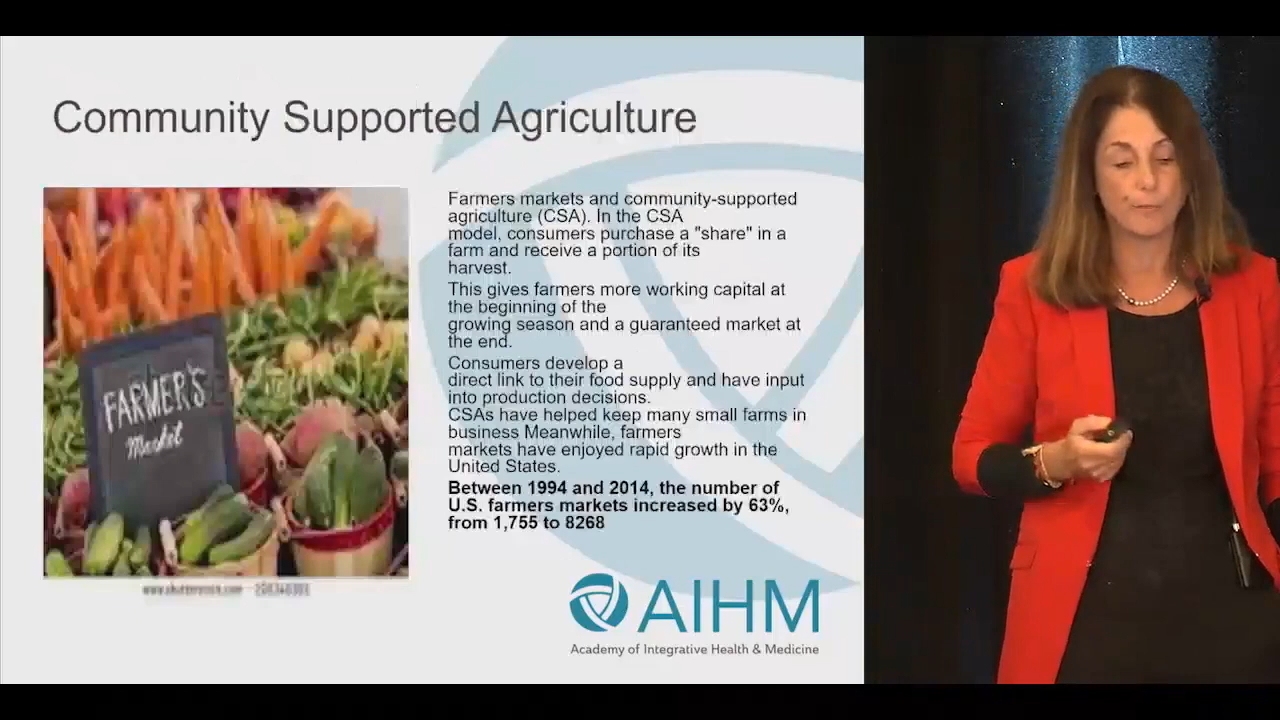 Community Supported Agriculture
Farmers markets and community-supported
agriculture (CSA). In the CSA
model, consumers purchase a "share" in a
farm and receive a portion of its
harvest.
This gives farmers more working capital at
the beginning of the
growing season and a guaranteed market at
the end.
Consumers develop a
direct link to their food supply and have input
into production decisions.
CSAs have helped keep many small farms in
business Meanwhile, farmers
markets have enjoyed rapid growth in the
United States.
Between 1994 and 2014, the number of
U.S. farmers markets increased by 63%,
from 1,755 to 8268
FARMER'S
Market
AIHM
Academy of Integrative Health & Medicine